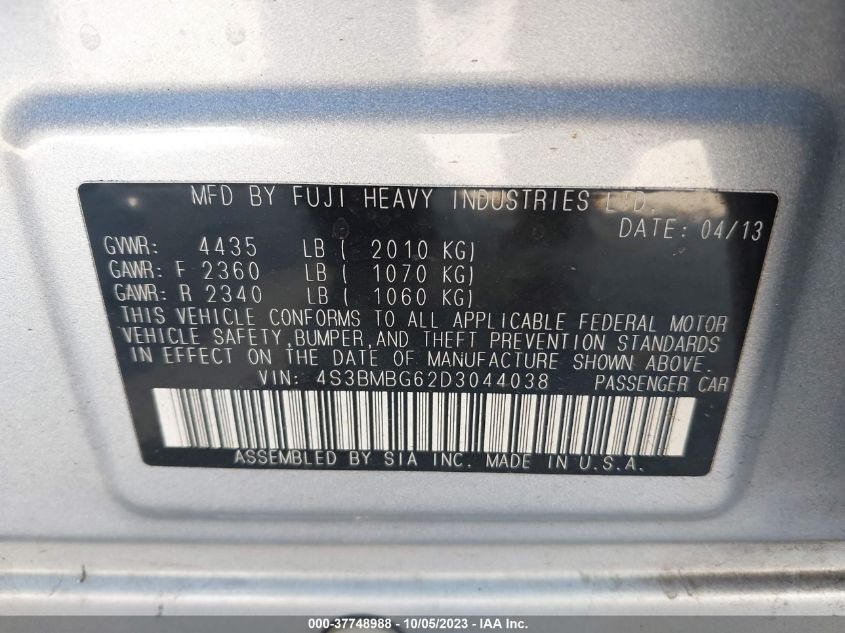 MFD BY FUJI HEAVY INDUSTRIES LTD.
DATE: 04/13
GVWR: 4435 LB ( 2010 KG)
GAWR: F 2360 LB ( 1070 KG)
GAWR: R 2340 LB ( 1060 KG)
THIS VEHICLE CONFORMS TO ALL APPLICABLE FEDERAL MOTOR
VEHICLE SAFETY, BUMPER, AND THEFT PREVENTION STANDARDS
IN EFFECT ON THE DATE OF MANUFACTURE SHOWN ABOVE.
VIN: 4S3BMBG62D3044038 PASSENGER CAR
ASSEMBLED BY SIA INC. MADE IN U.S.A.
000-37748988 - 10/05/2023 - IAA Inc.